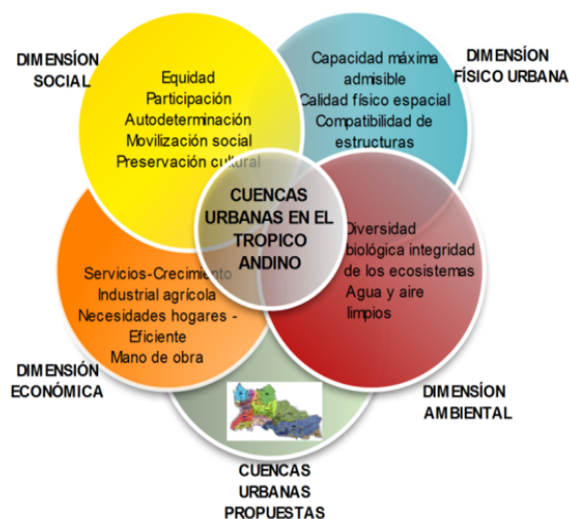 DIMENSÍON
SOCIAL
Equidad
Participación
Autodeterminación
Movilización social
Preservación cultural
Capacidad máxima
admisible
Calidad físico espacial
Compatibilidad de
estructuras
DIMENSÍON
FÍSICO URBANA
CUENCAS
URBANAS EN EL
TROPICO
ANDINO
Diversidad
biológica integridad
de los ecosistemas
Agua y aire
limpios
Servicios-Crecimiento
Industrial agrícola
Necesidades hogares -
Eficiente
Mano de obra
DIMENSIÓN
ECONÓMICA
DIMENSÍON
AMBIENTAL
CUENCAS
URBANAS
PROPUESTAS